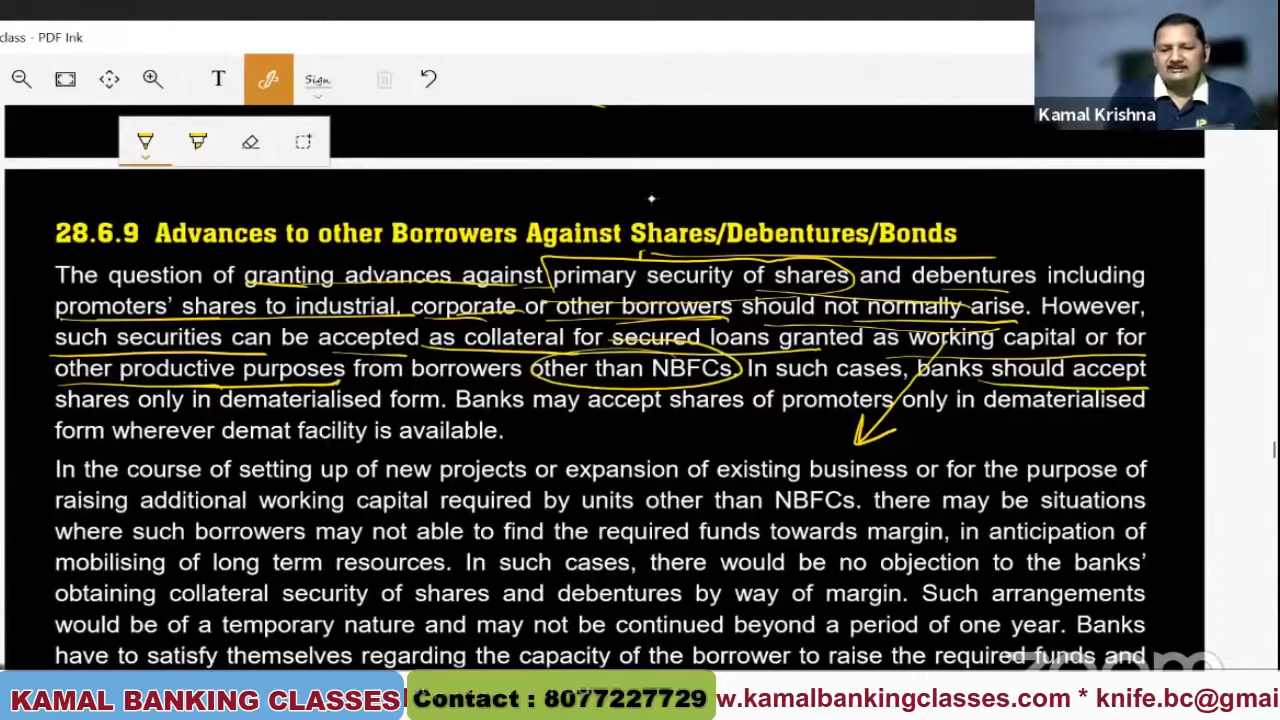 class - PDF Ink
T
Sign
Kamal Krishna
28.6.9 Advances to other Borrowers Against Shares/Debentures/Bonds
The question of granting advances against primary security of shares and debentures including
promoters’ shares to industrial, corporate or other borrowers should not normally arise. However,
such securities can be accepted as collateral for secured loans granted as working capital or for
other productive purposes from borrowers other than NBFCs. In such cases, banks should accept
shares only in dematerialised form. Banks may accept shares of promoters only in dematerialised
form wherever demat facility is available.
In the course of setting up of new projects or expansion of existing business or for the purpose of
raising additional working capital required by units other than NBFCs. there may be situations
where such borrowers may not able to find the required funds towards margin, in anticipation of
mobilising of long term resources. In such cases, there would be no objection to the banks’
obtaining collateral security of shares and debentures by way of margin. Such arrangements
would be of a temporary nature and may not be continued beyond a period of one year. Banks
have to satisfy themselves regarding the capacity of the borrower to raise the required funds and
zoom
KAMAL BANKING CLASSES
Contact : 8077227729
w.kamalbankingclasses.com * knife.bc@gmai